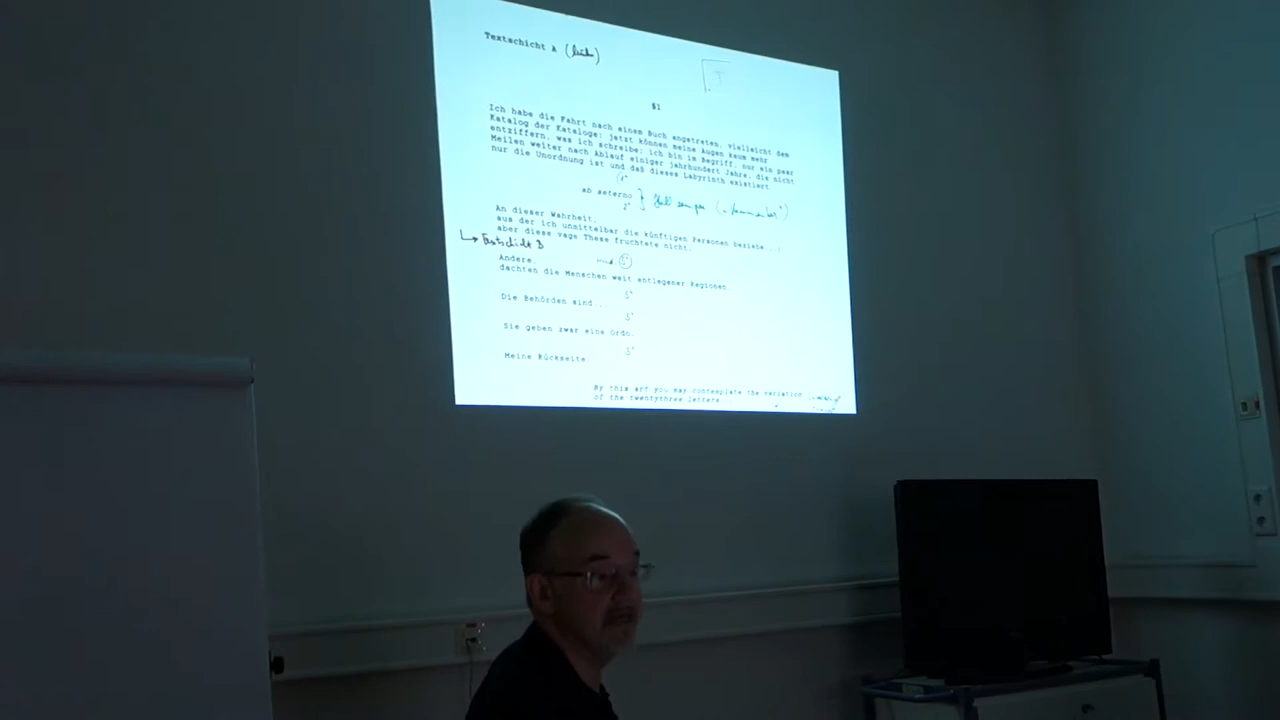 Textschicht A
§1
Ich habe die Fahrt nach einem Buch angetreten, vielleicht dem
Katalog der Kataloge; jetzt können meine Augen kaum mehr
entziffern, was ich schreibe; ich bin im Begriff, nur ein paar
Meilen weiter nach Ablauf einiger jahrhundert Jahre, die nicht
nur die Unordnung ist und daß dieses Labyrinth existiert
1"
ab aeterno
2"
An dieser Wahrheit,
aus der ich unmittelbar die künftigen Personen beziehe...;
aber diese vage These fruchtete nicht.
Textschicht B
Andere,
dachten die Menschen weit entlegener Regionen.
5"
Die Behörden sind...
5"
Sie geben zwar eine Ordo.
5"
Meine Rückseite
By this art you may contemplate the variation
of the twentythree letters...